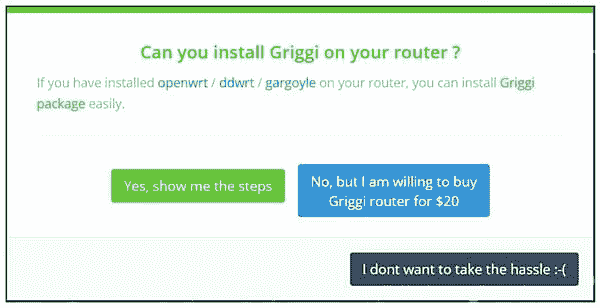 Can you install Griggi on your router ?
If you have installed openwrt / ddwrt / gargoyle on your router, you can install Griggi
package easily.
Yes, show me the steps
No, but I am willing to buy
Griggi router for $20
I dont want to take the hassle :-(